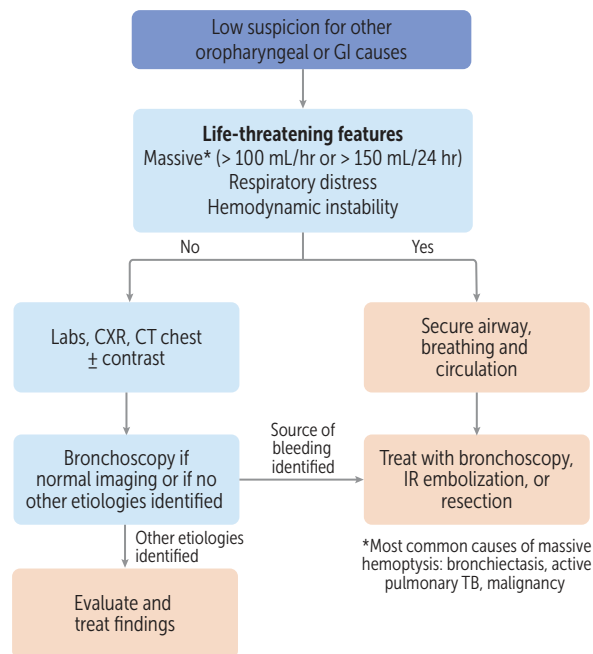 Low suspicion for other
oropharyngeal or GI causes
Life-threatening features
Massive* (> 100 mL/hr or > 150 mL/24 hr)
Respiratory distress
Hemodynamic instability
No
Yes
Labs, CXR, CT chest
± contrast
Secure airway,
breathing and
circulation
Bronchoscopy if
normal imaging or if no
other etiologies identified
Source of
bleeding
identified
Treat with bronchoscopy,
IR embolization, or
resection
Other etiologies
identified
*Most common causes of massive
hemoptysis: bronchiectasis, active
pulmonary TB, malignancy
Evaluate and
treat findings